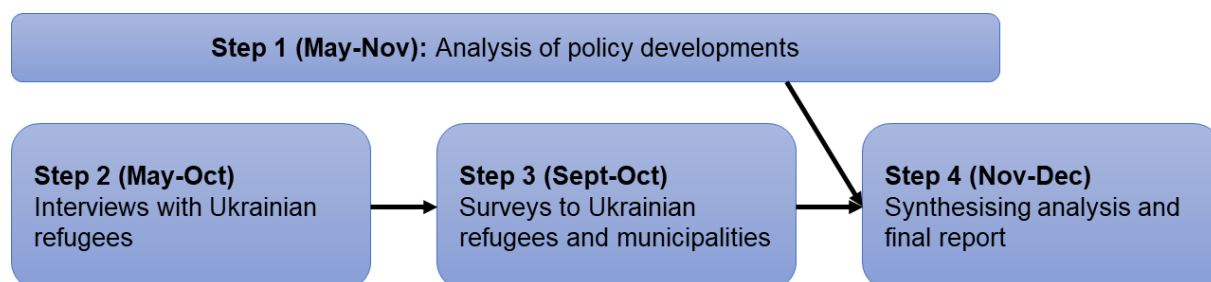 Step 1 (May-Nov): Analysis of policy developments
Step 2 (May-Oct)
Interviews with Ukrainian
refugees
Step 3 (Sept-Oct)
Surveys to Ukrainian
refugees and municipalities
Step 4 (Nov-Dec)
Synthesising analysis and
final report